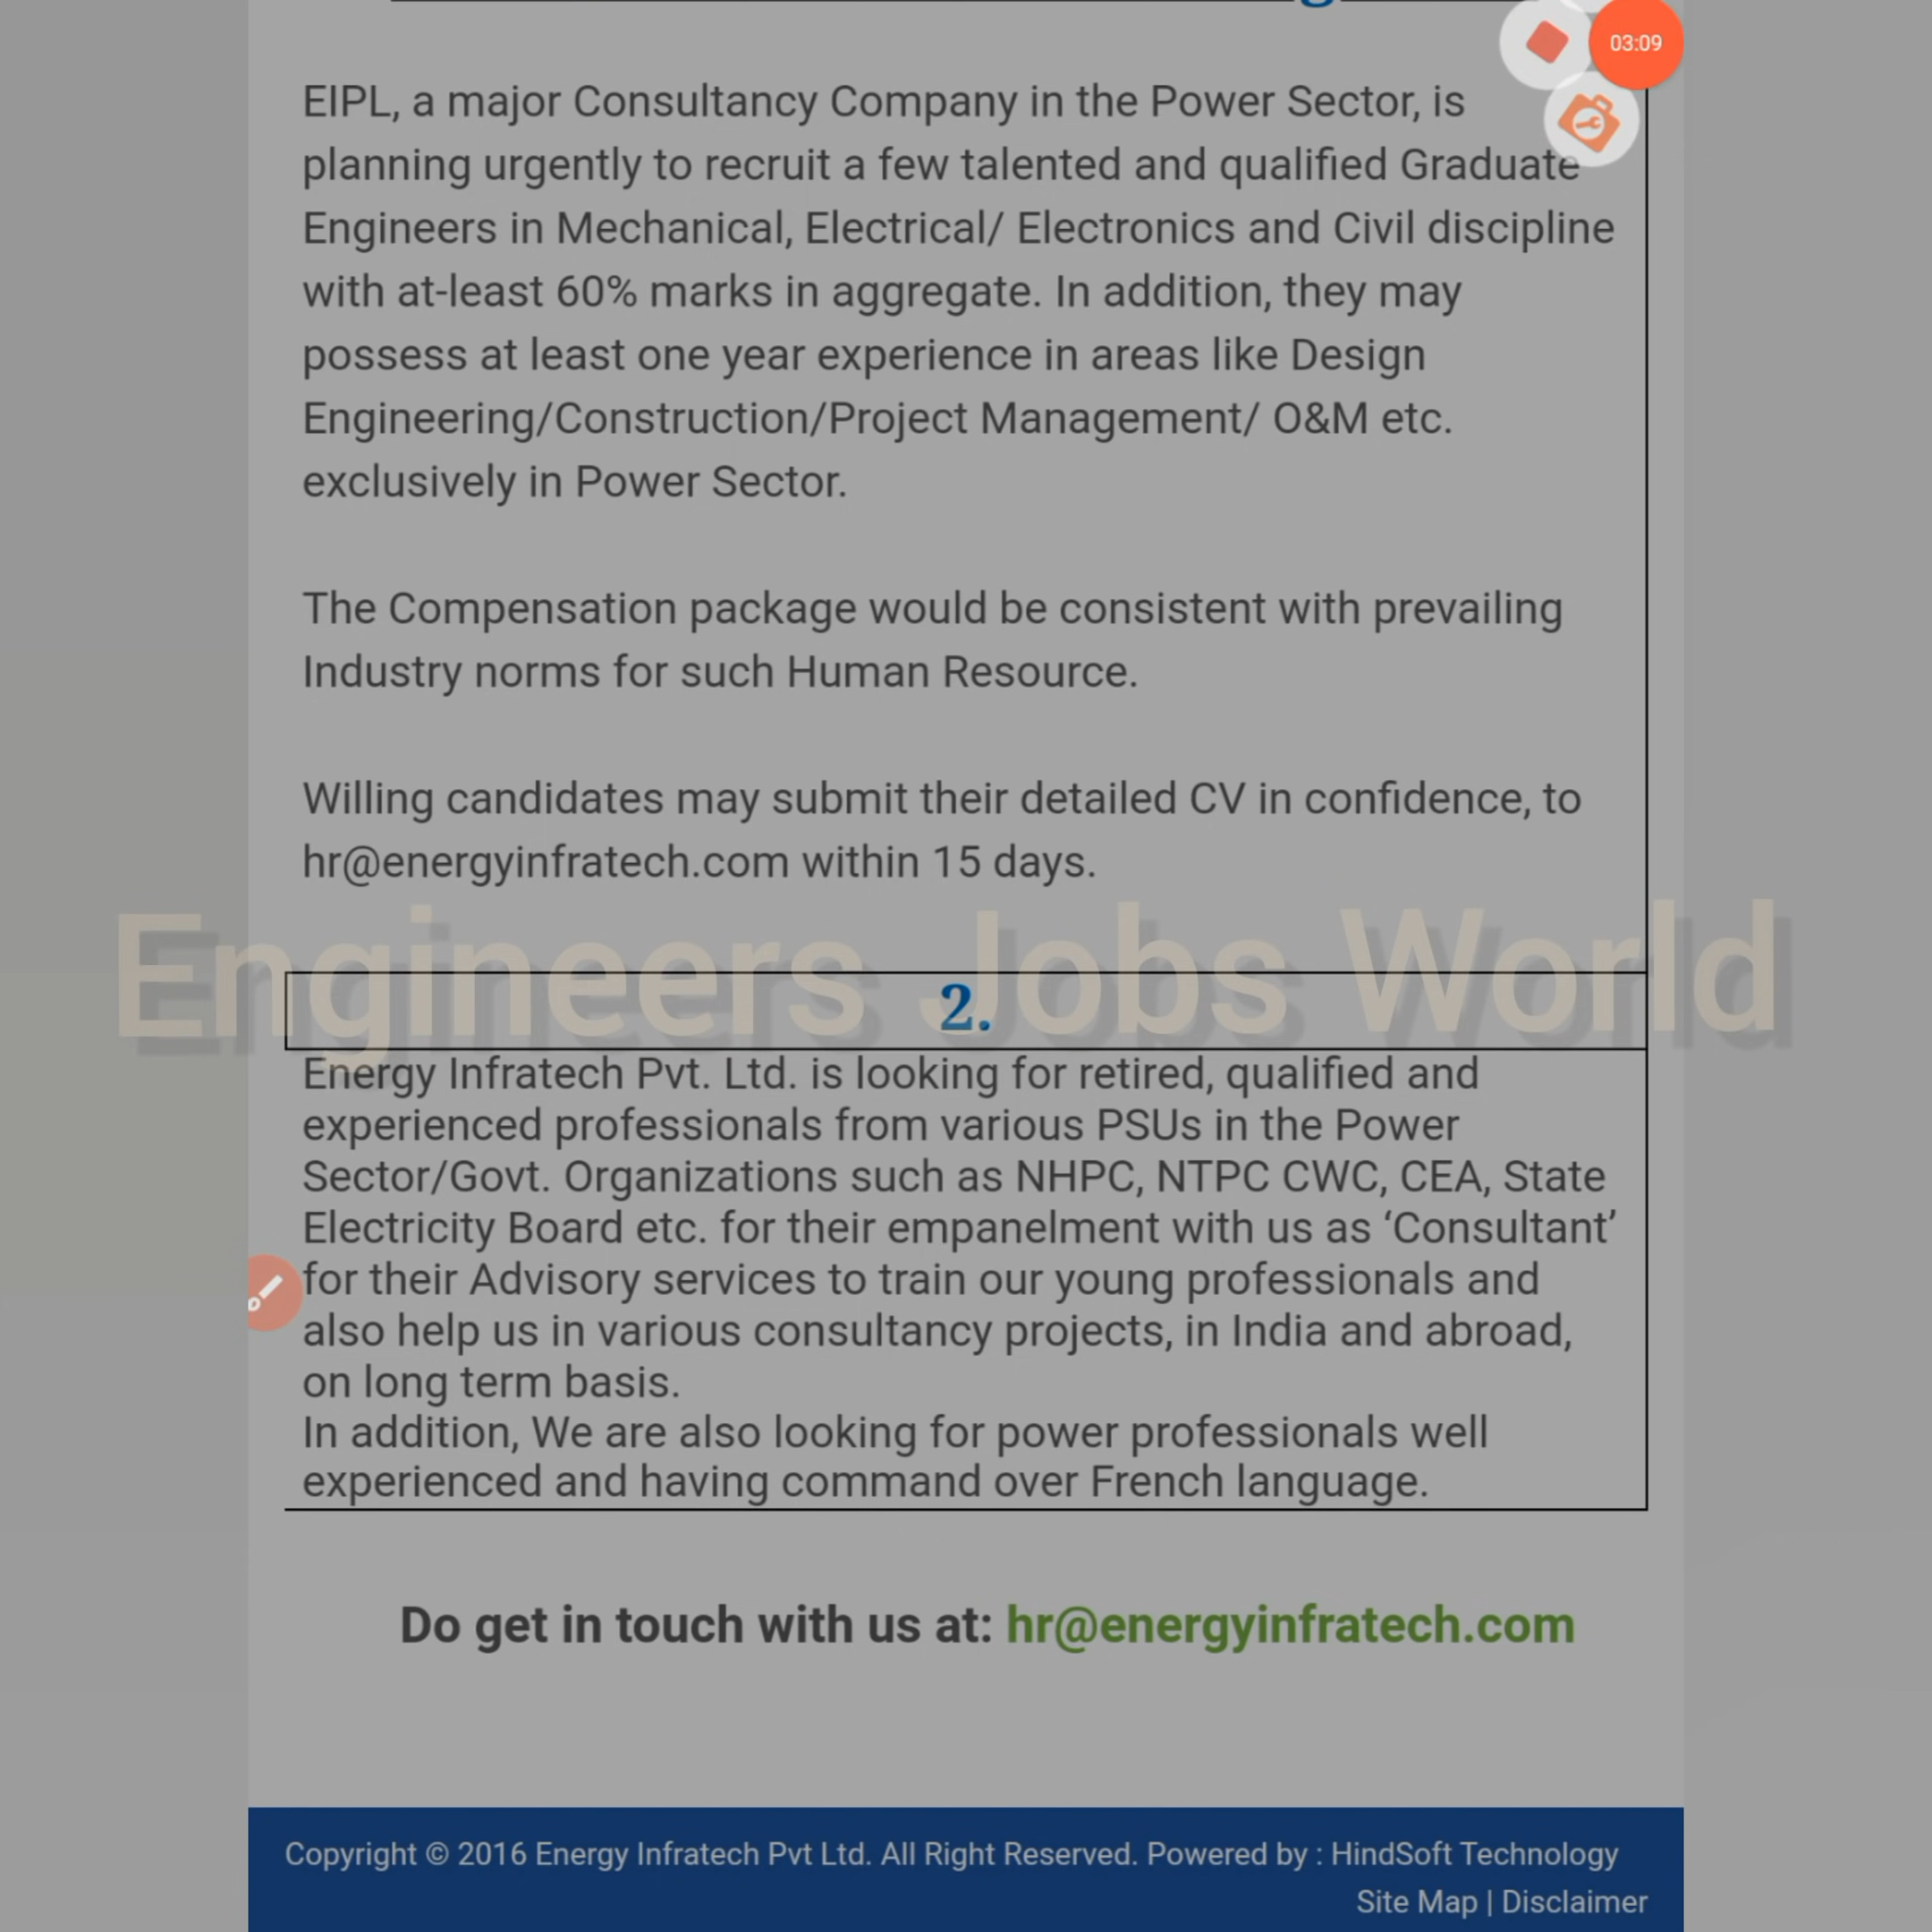 03:09
EIPL, a major Consultancy Company in the Power Sector, is
planning urgently to recruit a few talented and qualified Graduate
Engineers in Mechanical, Electrical/ Electronics and Civil discipline
with at-least 60% marks in aggregate. In addition, they may
possess at least one year experience in areas like Design
Engineering/Construction/Project Management/ O&M etc.
exclusively in Power Sector.
The Compensation package would be consistent with prevailing
Industry norms for such Human Resource.
Willing candidates may submit their detailed CV in confidence, to
hr@energyinfratech.com within 15 days.
Engineers Jobs World
2.
Energy Infratech Pvt. Ltd. is looking for retired, qualified and
experienced professionals from various PSUs in the Power
Sector/Govt. Organizations such as NHPC, NTPC CWC, CEA, State
Electricity Board etc. for their empanelment with us as ‘Consultant’
for their Advisory services to train our young professionals and
also help us in various consultancy projects, in India and abroad,
on long term basis.
In addition, We are also looking for power professionals well
experienced and having command over French language.
Do get in touch with us at: hr@energyinfratech.com
Copyright © 2016 Energy Infratech Pvt Ltd. All Right Reserved. Powered by : HindSoft Technology
Site Map | Disclaimer